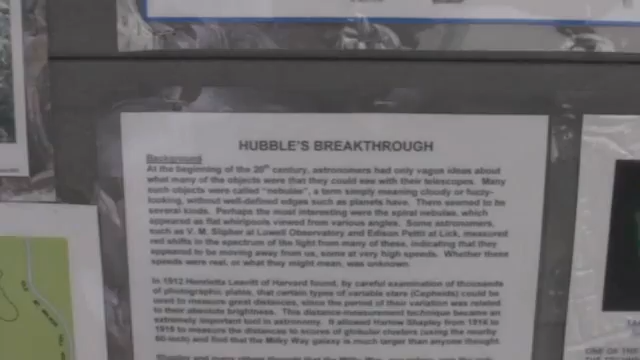 HUBBLE'S BREAKTHROUGH
Background
At the beginning of the 20th century, astronomers had only vague ideas about
what many of the objects were that they could see with their telescopes. Many
such objects were called "nebulae", a term simply meaning cloudy or fuzzy-
looking, without well-defined edges such as planets have. There seemed to be
several kinds. Perhaps the most interesting were the spiral nebulae, which
appeared as flat whirlpools viewed from various angles. Some astronomers,
such as V. M. Slipher at Lowell Observatory and Edison Pettit at Lick, measured
red shifts in the spectrum of the light from many of these, indicating that they
appeared to be moving away from us, some at very high speeds. Whether these
speeds were real, or what they might mean, was unknown.
In 1912 Henrietta Leavitt of Harvard found, by careful examination of thousands
of photographic plates, that certain types of variable stars (Cepheids) could be
used to measure great distances, since the period of their variation was related
to their absolute brightness. This distance-measurement technique became an
extremely important tool in astronomy. It allowed Harlow Shapley from
1918 to measure the distances to scores of globular clusters (using the nearby
60-inch) and find that the Milky Way galaxy is much larger than anyone thought.